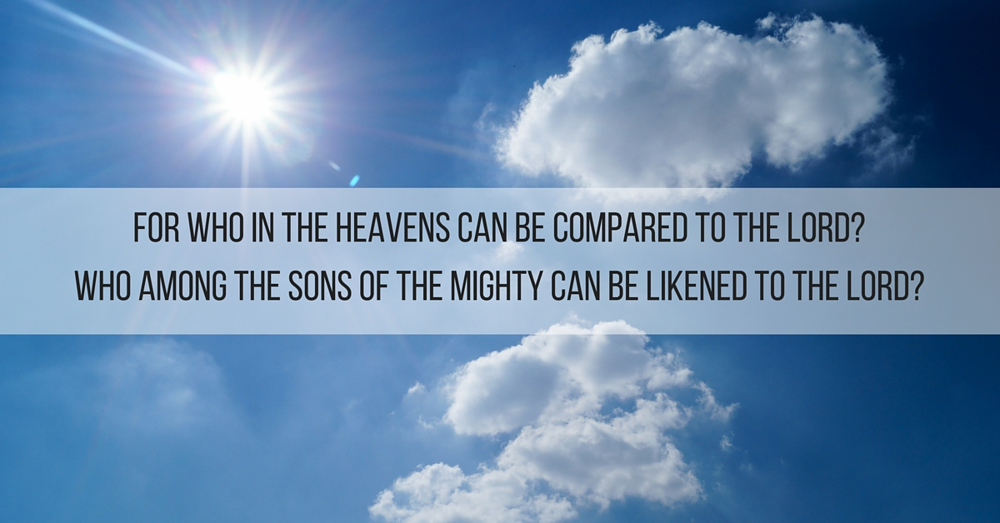 FOR WHO IN THE HEAVENS CAN BE COMPARED TO THE LORD?
WHO AMONG THE SONS OF THE MIGHTY CAN BE LIKENED TO THE LORD?